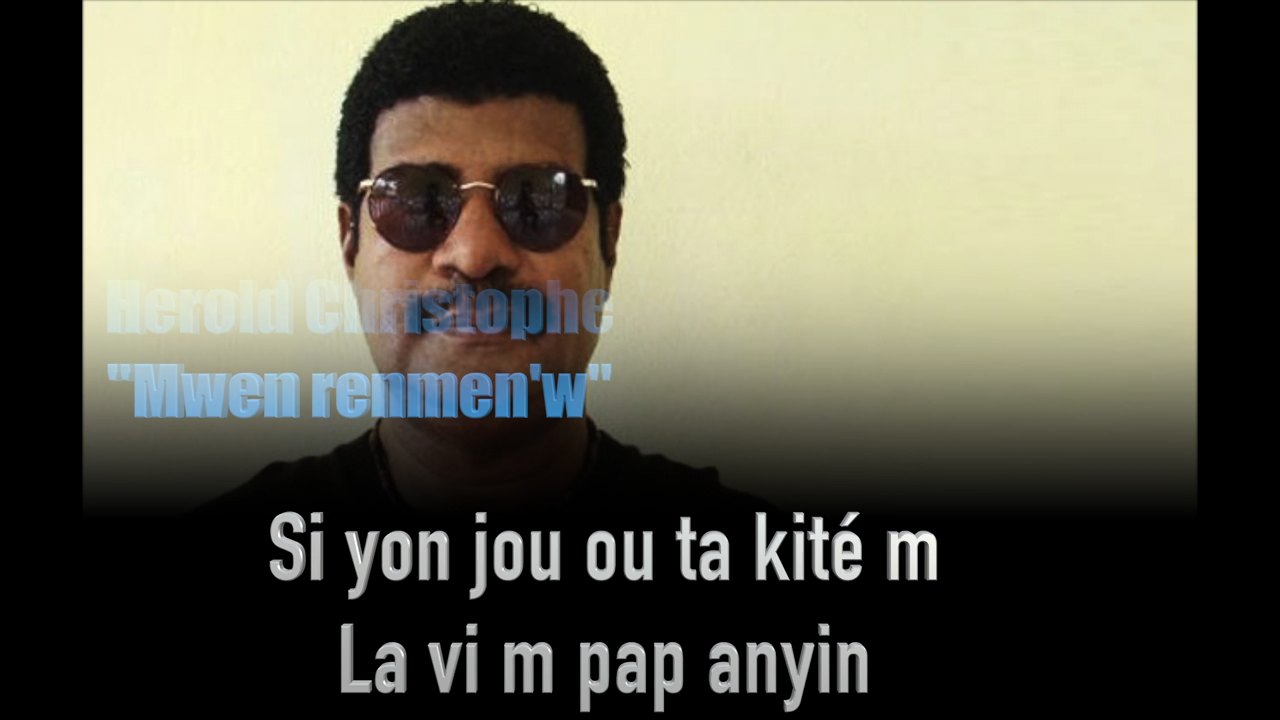 Herold Christophe
"Mwen renmen'w"
Si yon jou ou ta kité m
La vi m pap anyin